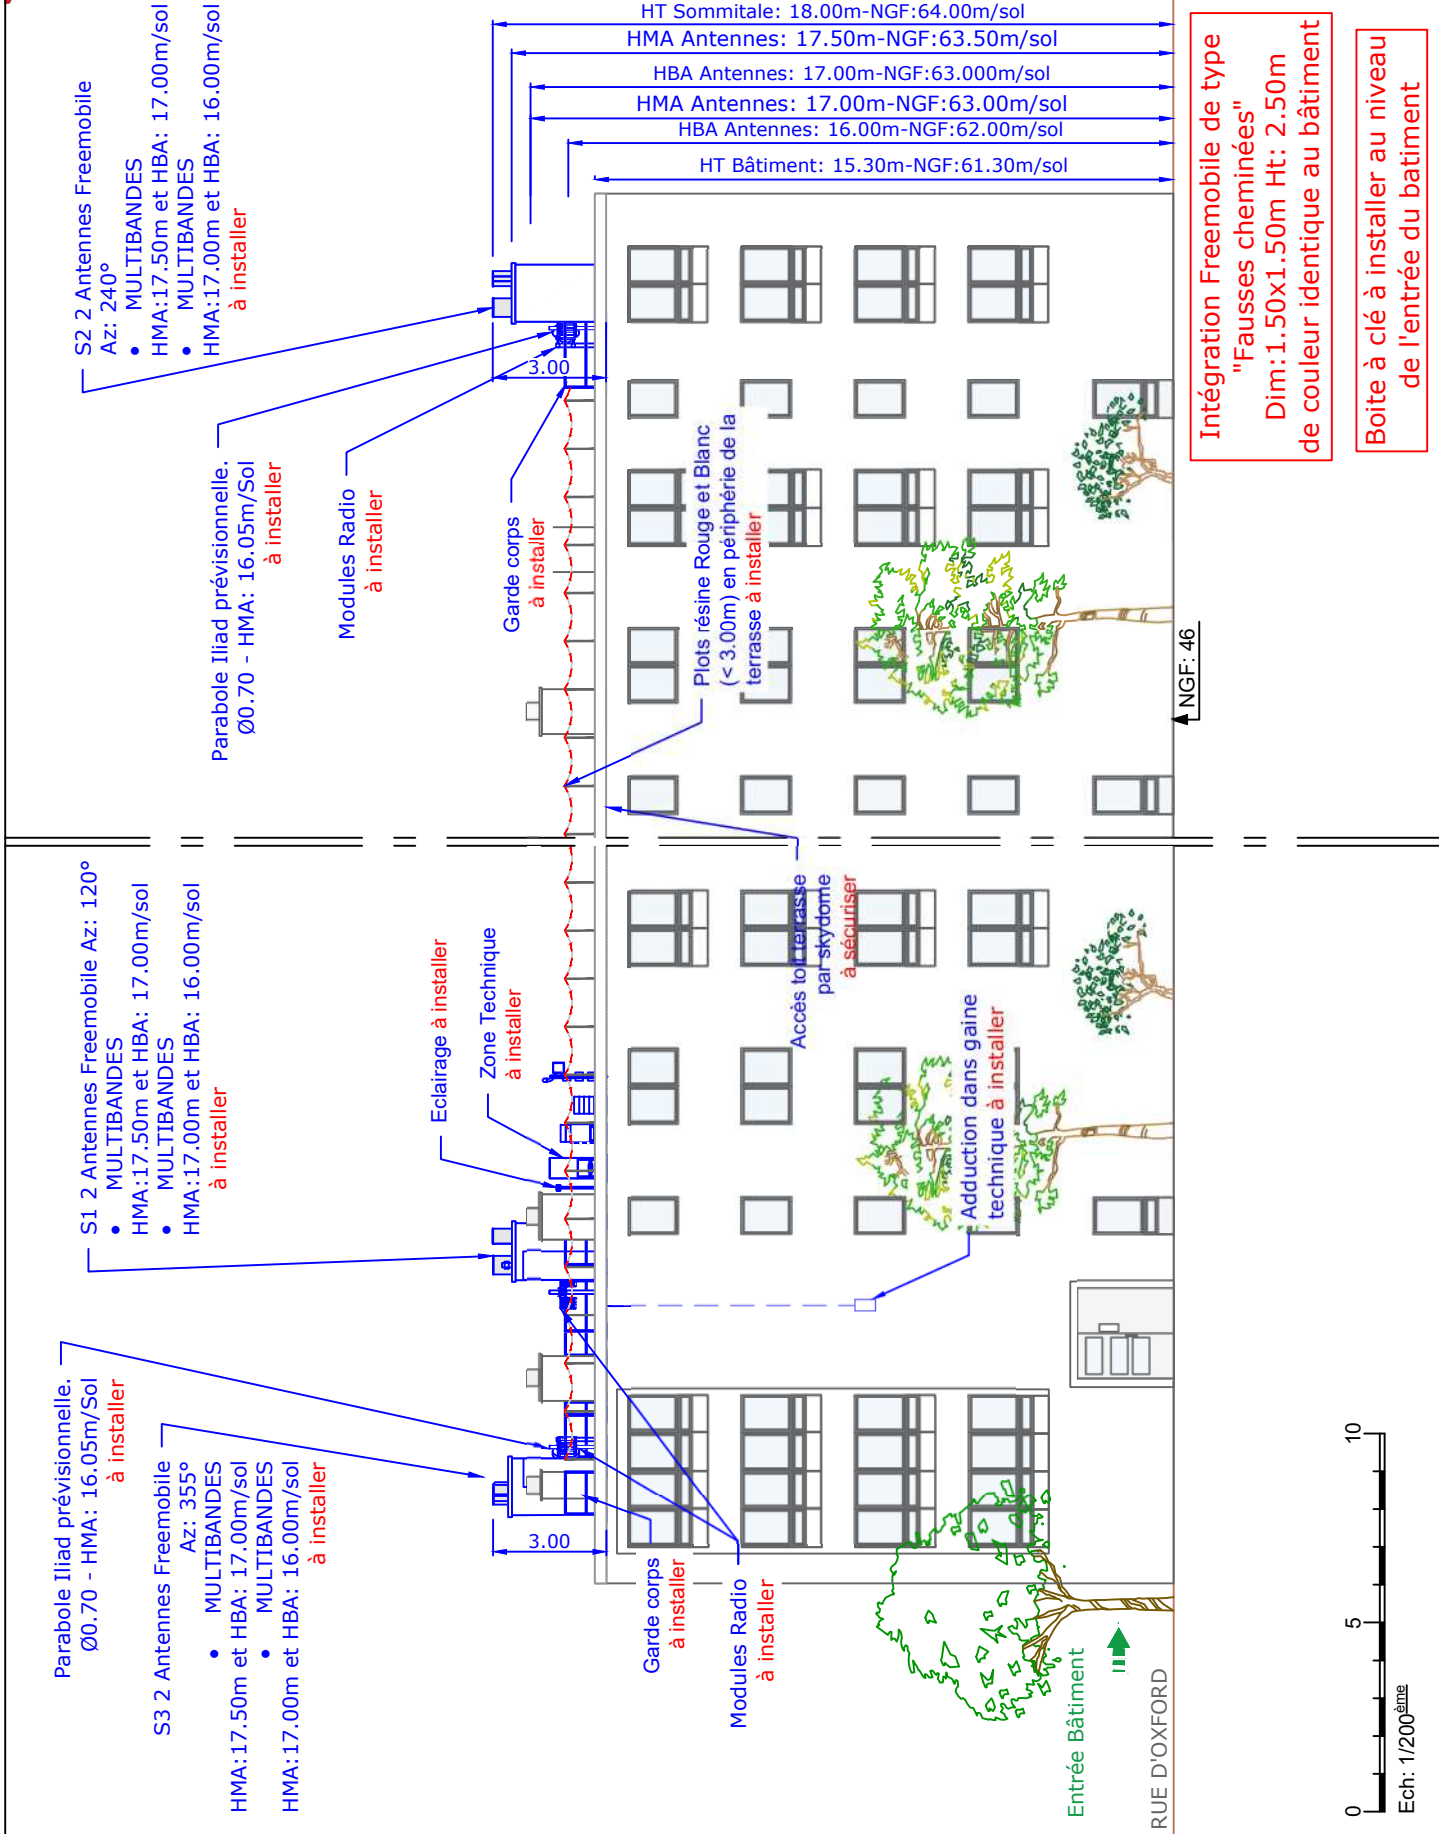 HT Sommitale: 18.00m-NGF:64.00m/sol
HMA Antennes: 17.50m-NGF:63.50m/sol
HBA Antennes: 17.00m-NGF:63.000m/sol
HMA Antennes: 17.00m-NGF:63.00m/sol
HBA Antennes: 16.00m-NGF:62.00m/sol
HT Bâtiment: 15.30m-NGF:61.30m/sol
Parabole Iliad prévisionnelle.
Ø0.70 - HMA: 16.05m/Sol
à installer
S3 2 Antennes Freemobile
Az: 355°
• MULTIBANDES
HMA:17.50m et HBA: 17.00m/sol
• MULTIBANDES
HMA:17.00m et HBA: 16.00m/sol
à installer
S1 2 Antennes Freemobile Az: 120°
• MULTIBANDES
HMA:17.50m et HBA: 17.00m/sol
• MULTIBANDES
HMA:17.00m et HBA: 16.00m/sol
à installer
Eclairage à installer
Zone Technique
à installer
S2 2 Antennes Freemobile
Az: 240°
• MULTIBANDES
HMA:17.50m et HBA: 17.00m/sol
• MULTIBANDES
HMA:17.00m et HBA: 16.00m/sol
à installer
Parabole Iliad prévisionnelle.
Ø0.70 - HMA: 16.05m/Sol
à installer
Modules Radio
à installer
Garde corps
à installer
3.00
3.00
Garde corps
à installer
Modules Radio
à installer
Plots résine Rouge et Blanc
(< 3.00m) en périphérie de la
terrasse à installer
Accès toit terrasse
par skydome
à sécuriser
Adduction dans gaine
technique à installer
Entrée Bâtiment
RUE D'OXFORD
NGF: 46
Intégration Freemobile de type
"Fausses cheminées"
Dim:1.50x1.50m Ht: 2.50m
de couleur identique au bâtiment
Boite à clé à installer au niveau
de l'entrée du batiment
0 5 10
Ech: 1/200ème